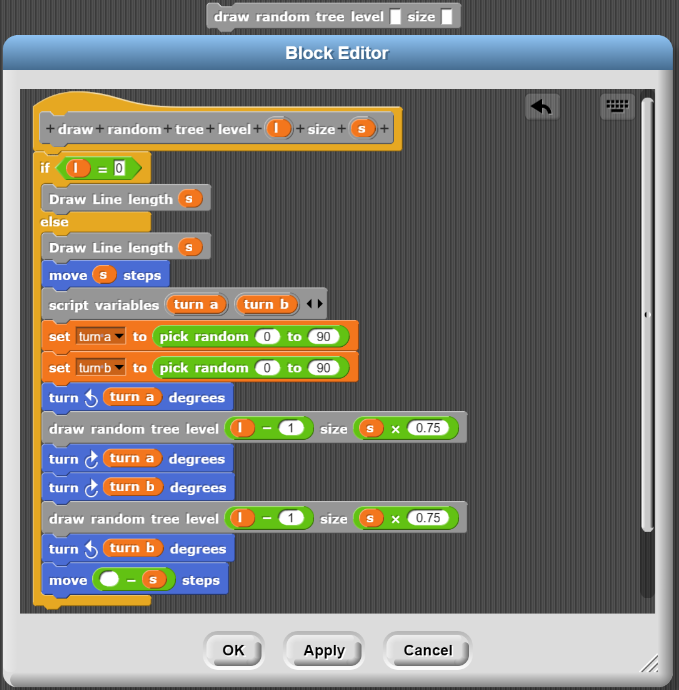 draw random tree level size
Block Editor
+ draw + random + tree + level + l + size + s +
if l = 0
Draw Line length s
else
Draw Line length s
move s steps
script variables turn a turn b
set turn a to pick random 0 to 90
set turn b to pick random 0 to 90
turn turn a degrees
draw random tree level l - 1 size s x 0.75
turn turn a degrees
turn turn b degrees
draw random tree level l - 1 size s x 0.75
turn turn b degrees
move - s steps
OK Apply Cancel